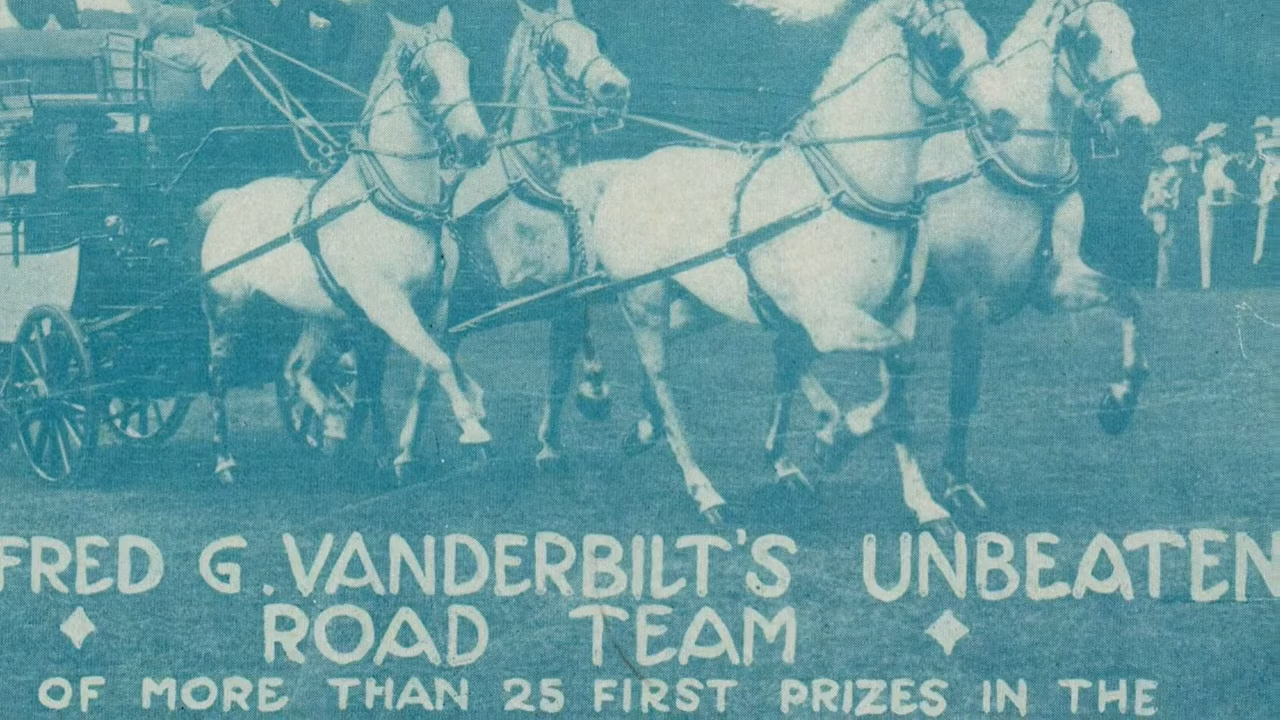 FRED G. VANDERBILT'S UNBEATEN
ROAD TEAM
OF MORE THAN 25 FIRST PRIZES IN THE